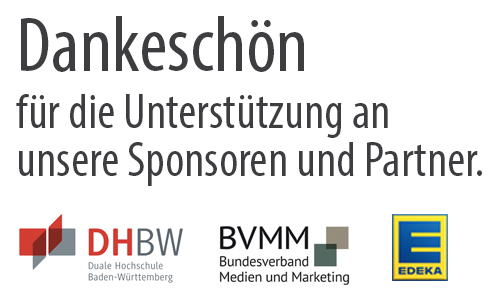 Dankeschön
für die Unterstützung an
unsere Sponsoren und Partner.
DHBW
Duale Hochschule
Baden-Württemberg
BVMM
Bundesverband
Medien und Marketing
E
EDEKA